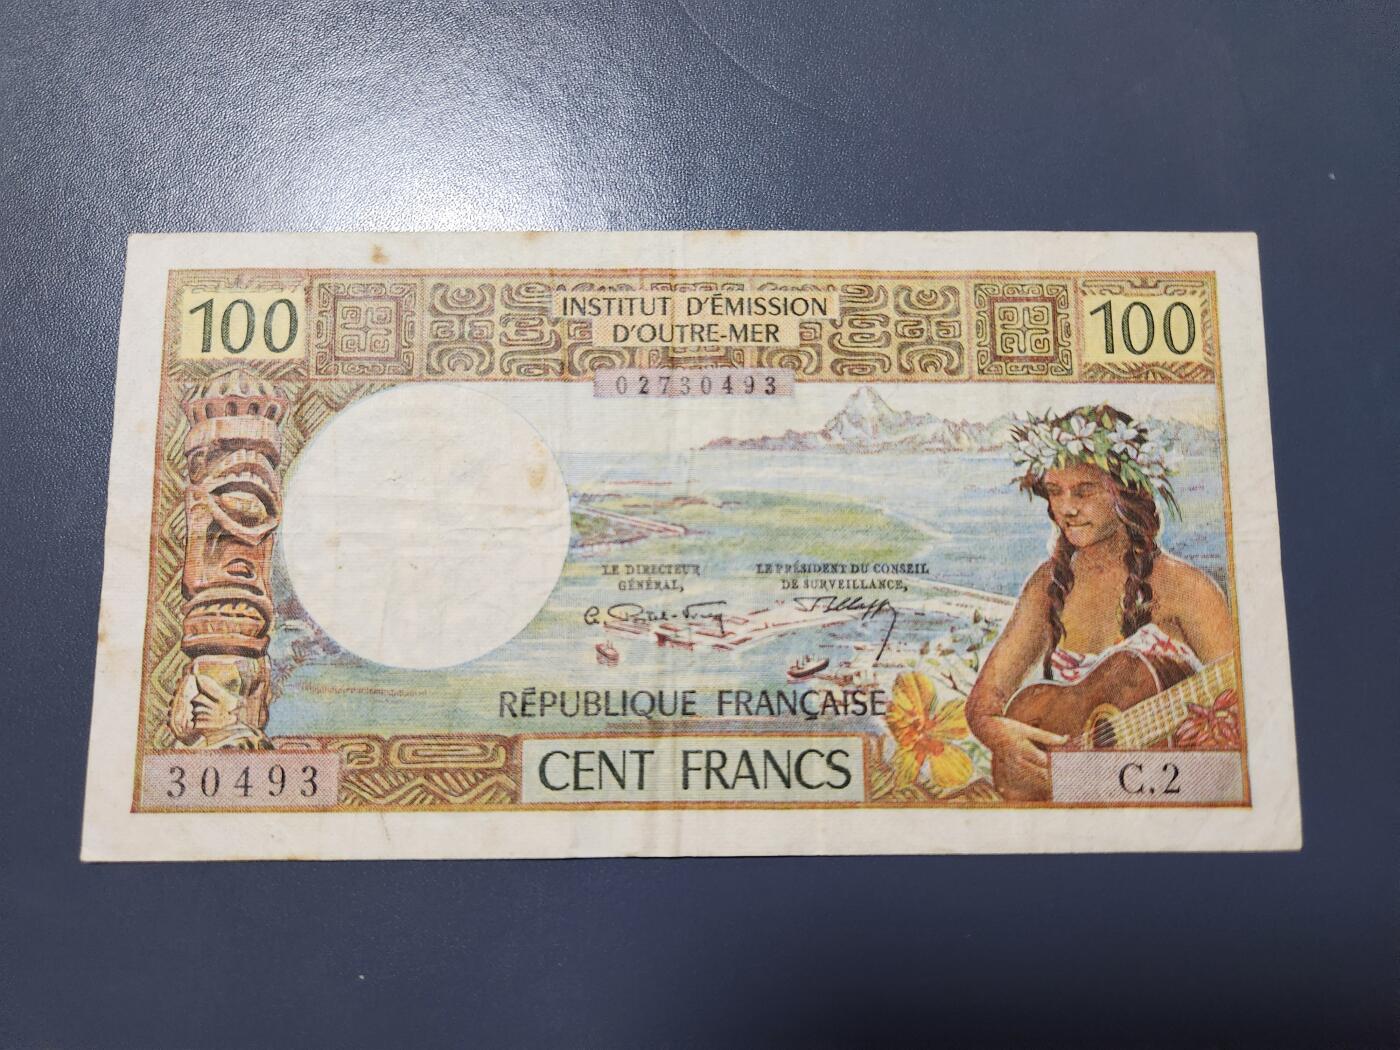 100
INSTITUT D'ÉMISSION
D'OUTRE-MER
100
02730493
LE DIRECTEUR
GÉNÉRAL,
LE PRÉSIDENT DU CONSEIL
DE SURVEILLANCE,
RÉPUBLIQUE FRANÇAISE
30493
CENT FRANCS
C.2